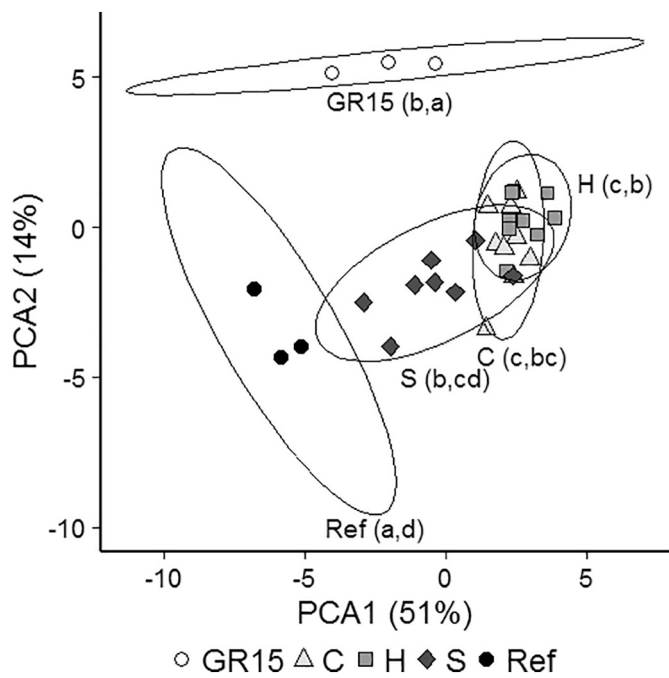 5
GR15 (b,a)
H (c,b)
0
PCA2 (14%)
C (c,bc)
S (b,cd)
-5
Ref (a,d)
-10
-10 -5 0 5
PCA1 (51%)
GR15 C H S Ref